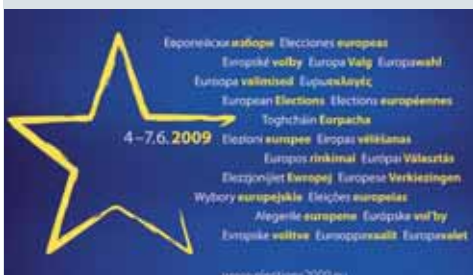 Европейски избори Elecciones europeas
Evropské volby Europa Valg Europawahl
Euroopa valimised Ευρωεκλογές
European Elections Elections européennes
Toghcháin Eorpacha
4–7.6.2009 Elezioni europee Eiropas vēlēšanas
Europos rinkimai Európai Választás
Elezzjonijiet Ewropej Europese Verkiezingen
Wybory europejskie Eleições europeias
Alegerile europene Európske voľby
Evropske volitve Eurooppavaalit Europavalet